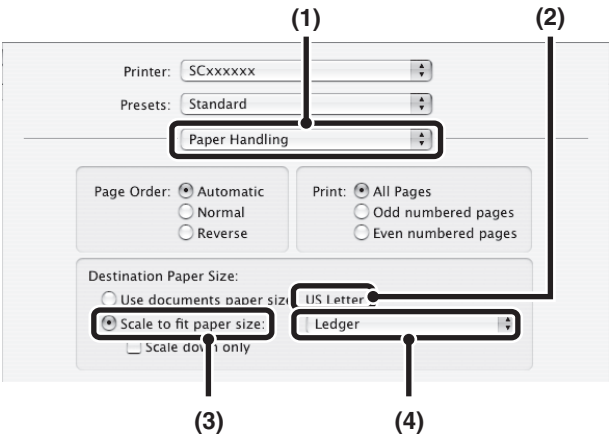 (1) (2)
Printer: SCxxxxxx
Presets: Standard
Paper Handling
Page Order: Automatic Print: All Pages
Normal Odd numbered pages
Reverse Even numbered pages
Destination Paper Size:
Use documents paper size US Letter
Scale to fit paper size: Ledger
Scale down only
(3) (4)